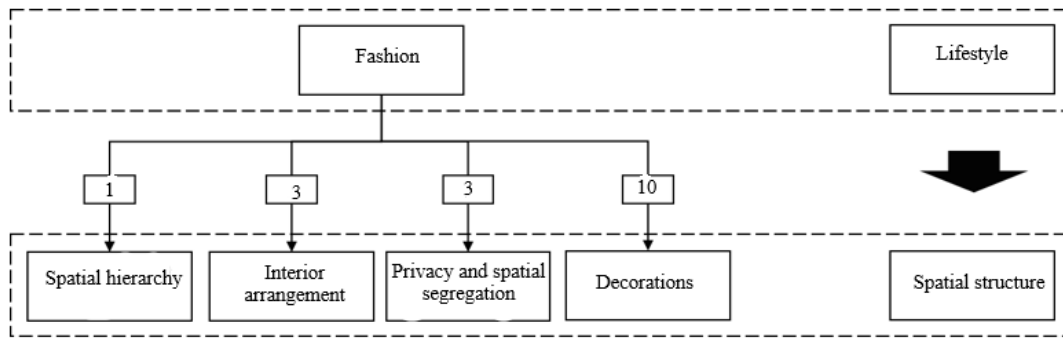 Fashion
Lifestyle
1
3
3
10
Spatial hierarchy
Interior
arrangement
Privacy and spatial
segregation
Decorations
Spatial structure